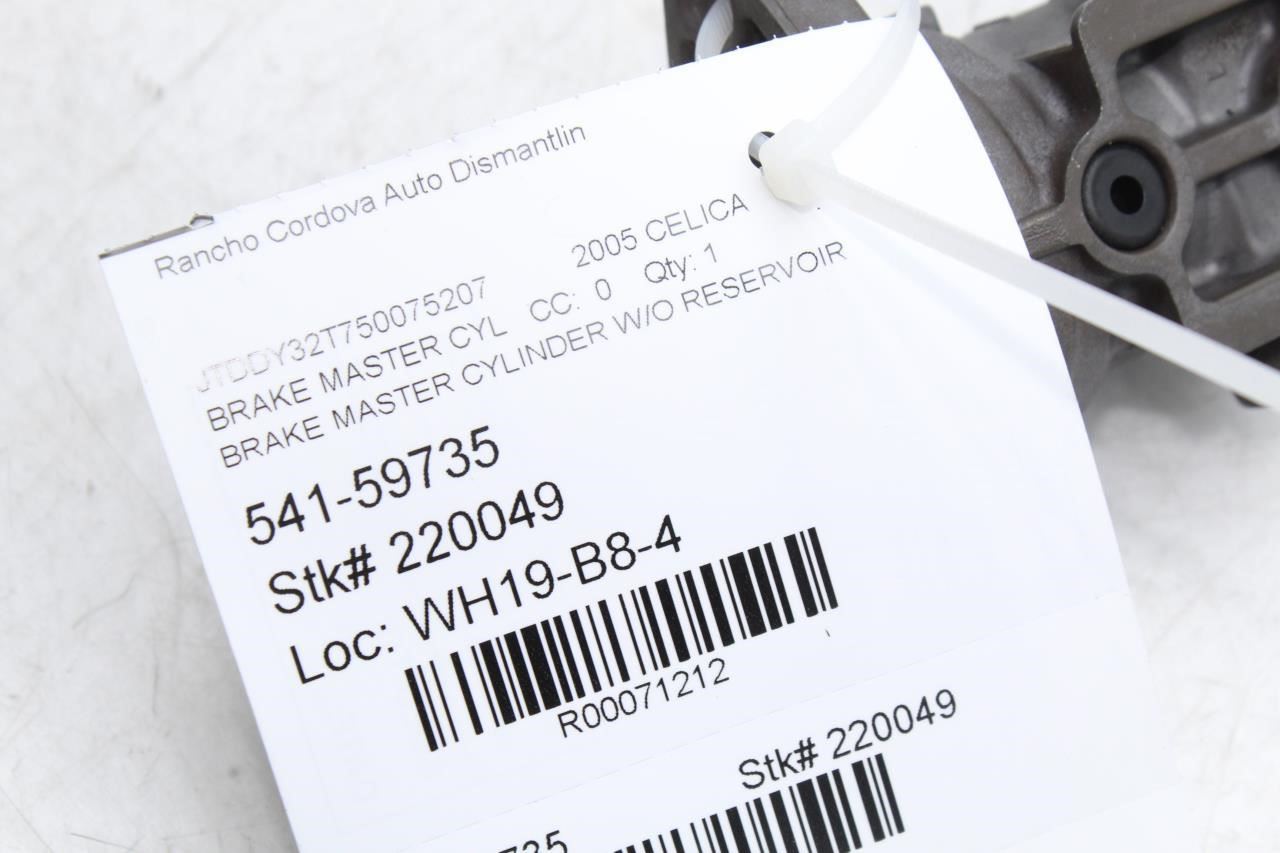 Rancho Cordova Auto Dismantlin
JTDDY32T750075207 2005 CELICA
BRAKE MASTER CYL CC: 0 Qty: 1
BRAKE MASTER CYLINDER W/O RESERVOIR
541-59735
Stk# 220049
Loc: WH19-B8-4
R00071212
Stk# 220049
735